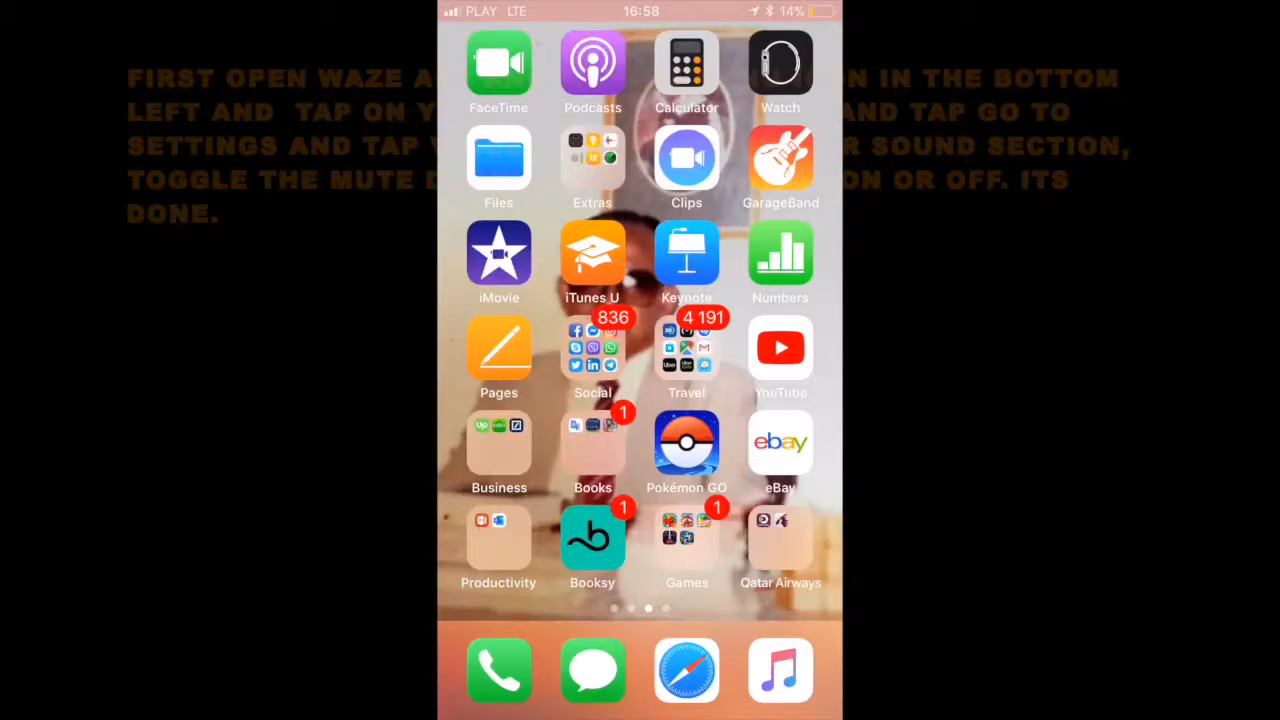 PLAY LTE 16:58 14%
FIRST OPEN WAZE ON IN THE BOTTOM
LEFT AND TAP ON AND TAP GO TO
SETTINGS AND TAP SOUND SECTION,
TOGGLE THE MUTE ON OR OFF. ITS
DONE.
FaceTime Podcasts Calculator Watch
Files Extras Clips GarageBand
iMovie iTunes U Keynote Numbers
836 4 191
Pages Social Travel YouTube
1
up ebay
Business Books Pokémon GO eBay
1 1
b
Productivity Booksy Games Qatar Airways